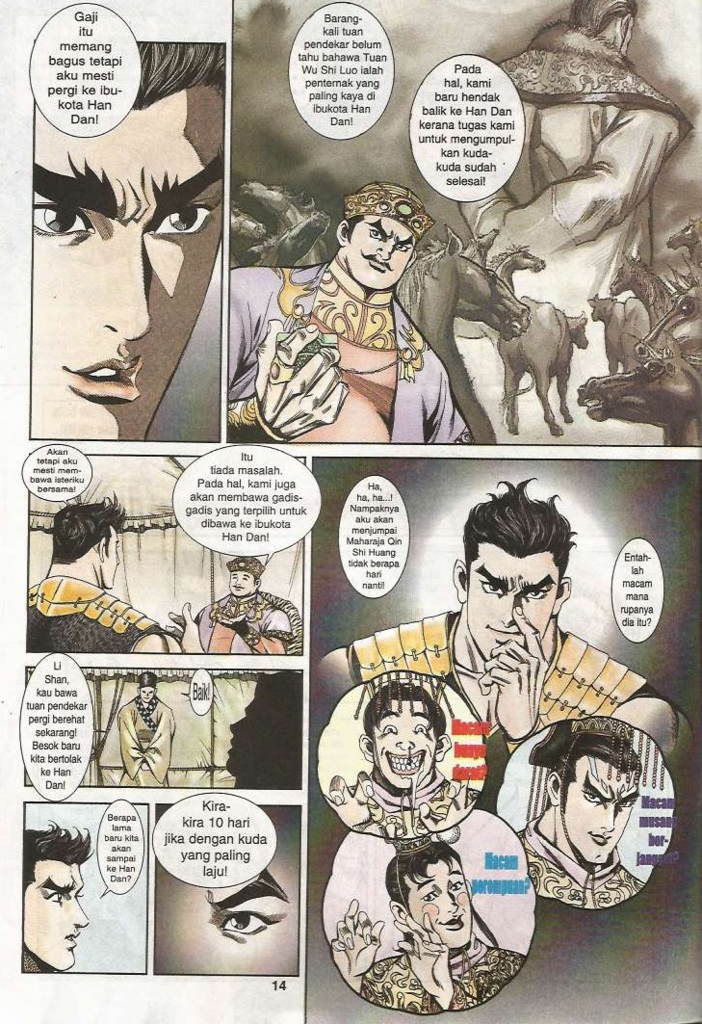 Gaji
itu
memang
bagus tetapi
aku mesti
pergi ke ibu-
kota Han
Dan!
Barang-
kali tuan
pendekar belum
tahu bahawa Tuan
Wu Shi Luo ialah
penternak yang
paling kaya di
ibukota Han
Dan!
Pada
hal, kami
baru hendak
balik ke Han Dan
kerana tugas kami
untuk mengumpul-
kan kuda-
kuda sudah
selesai!
Akan
tetapi aku
mesti mem-
bawa isteriku
bersama!
Itu
tiada masalah.
Pada hal, kami juga
akan membawa gadis-
gadis yang terpilih untuk
dibawa ke ibukota
Han Dan!
Li
Shan,
kau bawa
tuan pendekar
pergi berehat
sekarang!
Besok baru
kita bertolak
ke Han
Dan!
Baik!
Berapa
lama
baru kita
akan
sampai
ke Han
Dan?
Kira-
kira 10 hari
jika dengan kuda
yang paling
laju!
Ha,
ha, ha...!
Nampaknya
aku akan
menjumpai
Maharaja Qin
Shi Huang
tidak berapa
hari
nanti!
Entah-
lah
macam
mana
rupanya
dia itu?
Macam
Macam
perempuan?
14